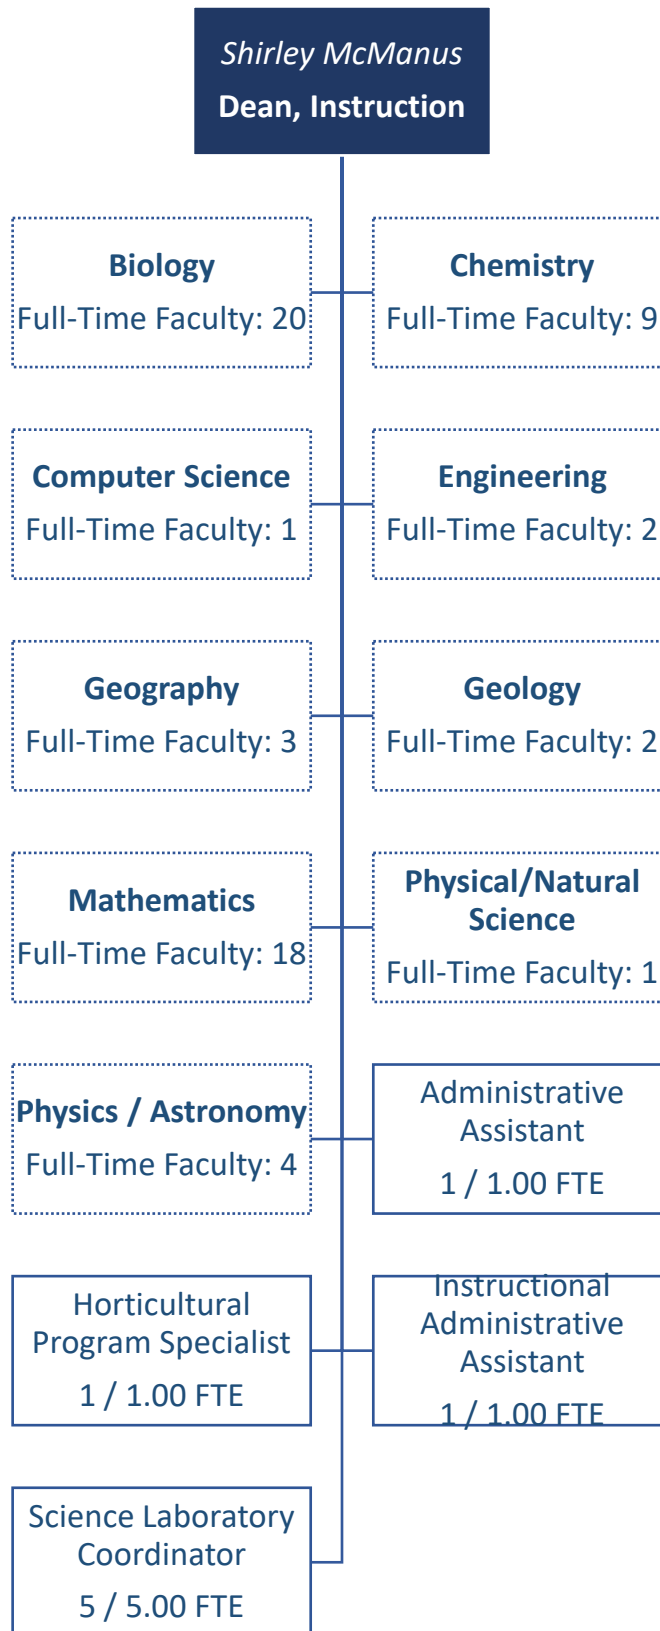 Shirley McManus
Dean, Instruction
Biology
Full-Time Faculty: 20
Chemistry
Full-Time Faculty: 9
Computer Science
Full-Time Faculty: 1
Engineering
Full-Time Faculty: 2
Geography
Full-Time Faculty: 3
Geology
Full-Time Faculty: 2
Mathematics
Full-Time Faculty: 18
Physical/Natural
Science
Full-Time Faculty: 1
Physics / Astronomy
Full-Time Faculty: 4
Administrative
Assistant
1 / 1.00 FTE
Horticultural
Program Specialist
1 / 1.00 FTE
Instructional
Administrative
Assistant
1 / 1.00 FTE
Science Laboratory
Coordinator
5 / 5.00 FTE